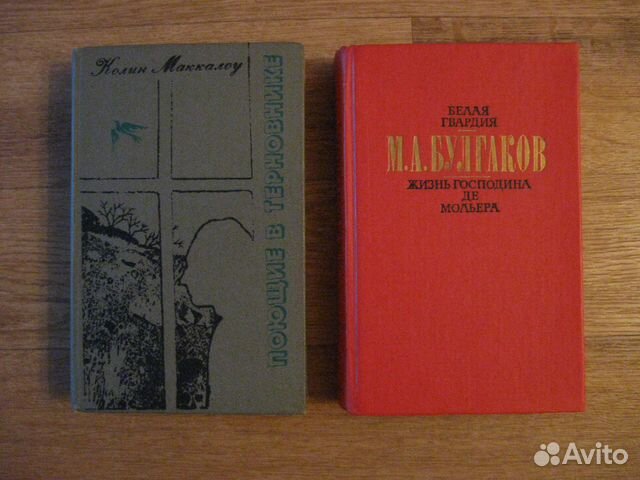 Колин Маккалоу
ПОЮЩИЕ В ТЕРНОВНИКЕ
БЕЛАЯ
ГВАРДИЯ
М.А.БУЛГАКОВ
ЖИЗНЬ ГОСПОДИНА
ДЕ
МОЛЬЕРА
Avito